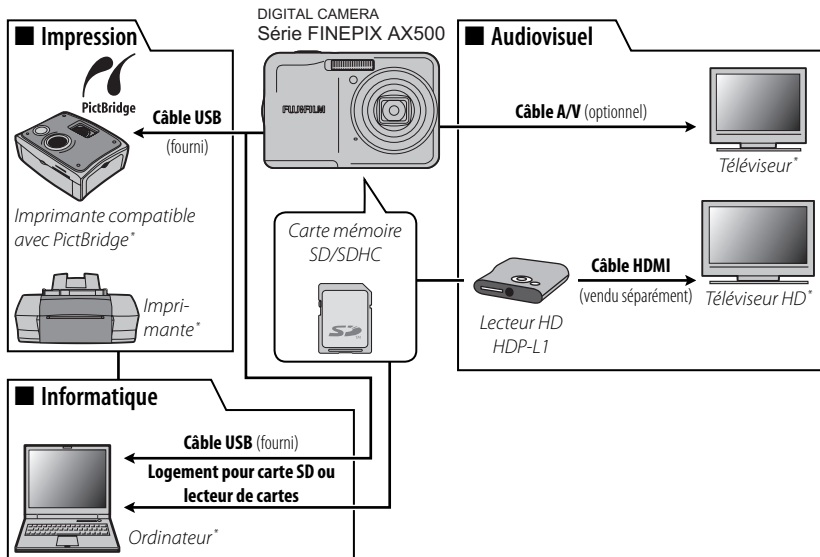 DIGITAL CAMERA
Série FINEPIX AX500
■ Impression
PictBridge
Câble USB
(fourni)
Imprimante compatible
avec PictBridge*
Impri-
mante*
FUJIFILM
Carte mémoire
SD/SDHC
SD
■ Audiovisuel
Câble A/V (optionnel)
Téléviseur*
Câble HDMI
(vendu séparément)
Téléviseur HD*
Lecteur HD
HDP-L1
■ Informatique
Câble USB (fourni)
Logement pour carte SD ou
lecteur de cartes
Ordinateur*